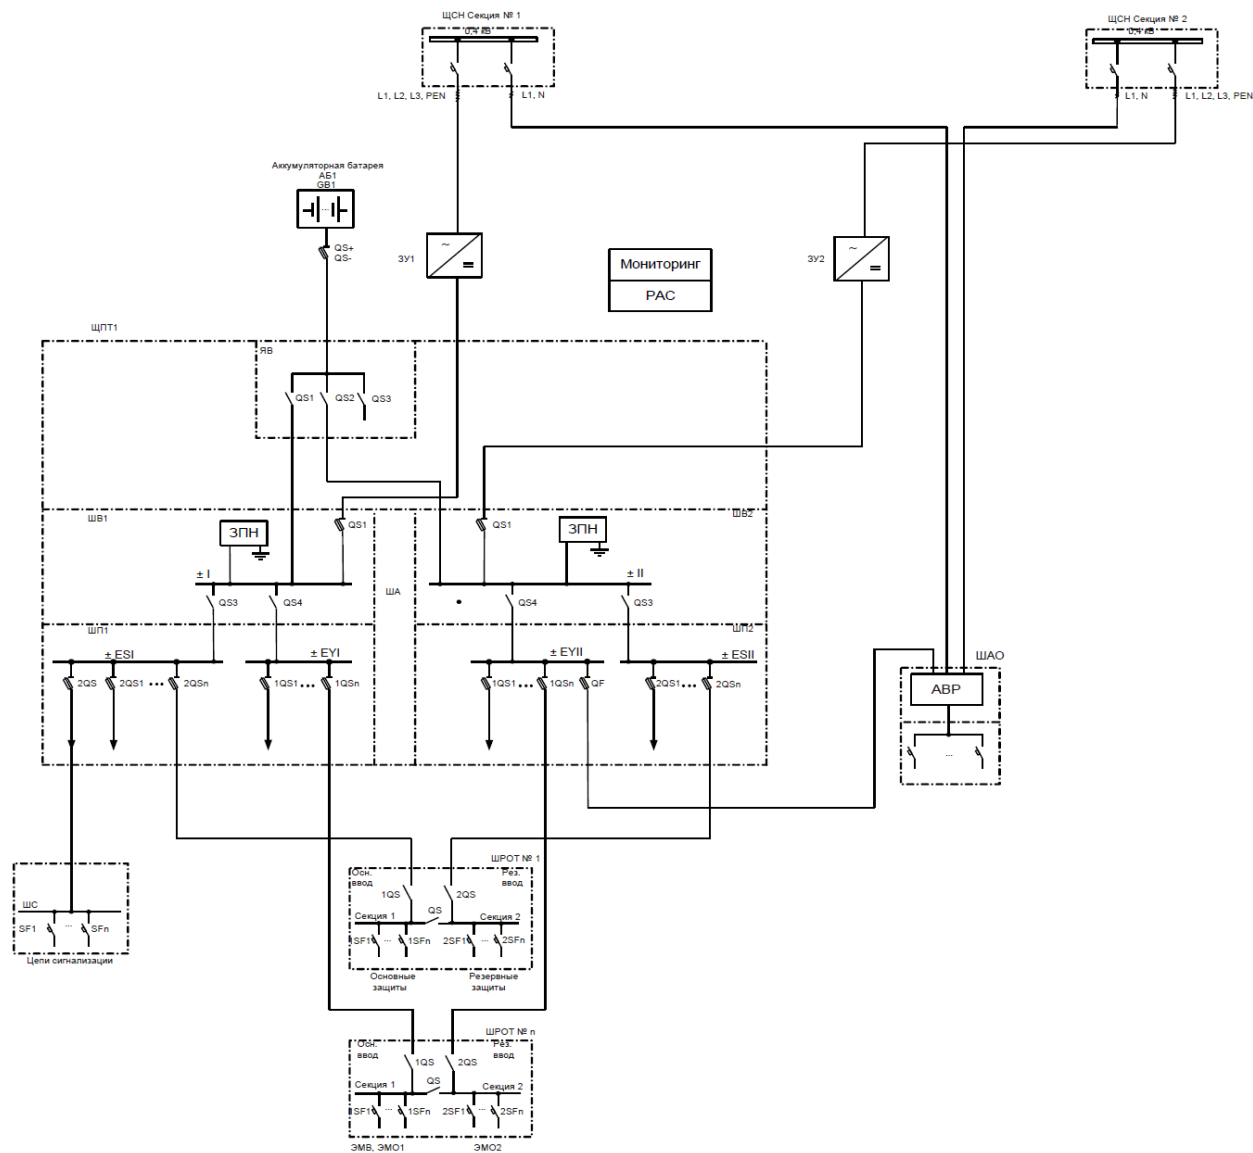 ЩСН Секция № 1
0,4 кВ
ЩСН Секция № 2
0,4 кВ
L1, L2, L3, PEN
L1, N
L1, N
L1, L2, L3, PEN
Аккумуляторная батарея
АБ1
GB1
...
QS+
QS-
ЗУ1
~
=
Мониторинг
РАС
ЗУ2
~
=
ЩПТ1
ЯВ
QS1
QS2
QS3
ШВ1
ЗПН
QS1
QS1
ЗПН
ШВ2
± I
ША
± II
QS3
QS4
QS4
QS3
ШП1
ШП2
± ESI
± EYI
± EYII
± ESII
2QS
2QS1
...
2QSn
1QS1
...
1QSn
1QS1
...
1QSn
QF
2QS1
...
2QSn
ШАО
АВР
...
ШРОТ № 1
Осн.
ввод
Рез.
ввод
1QS
2QS
QS
Секция 1
Секция 2
1SF1
...
1SFn
2SF1
...
2SFn
Основные
защиты
Резервные
защиты
ШС
SF1
...
SFn
Цепи сигнализации
ШРОТ № n
Осн.
ввод
Рез.
ввод
1QS
2QS
QS
Секция 1
Секция 2
1SF1
...
1SFn
2SF1
...
2SFn
ЭМВ, ЭМО1
ЭМО2